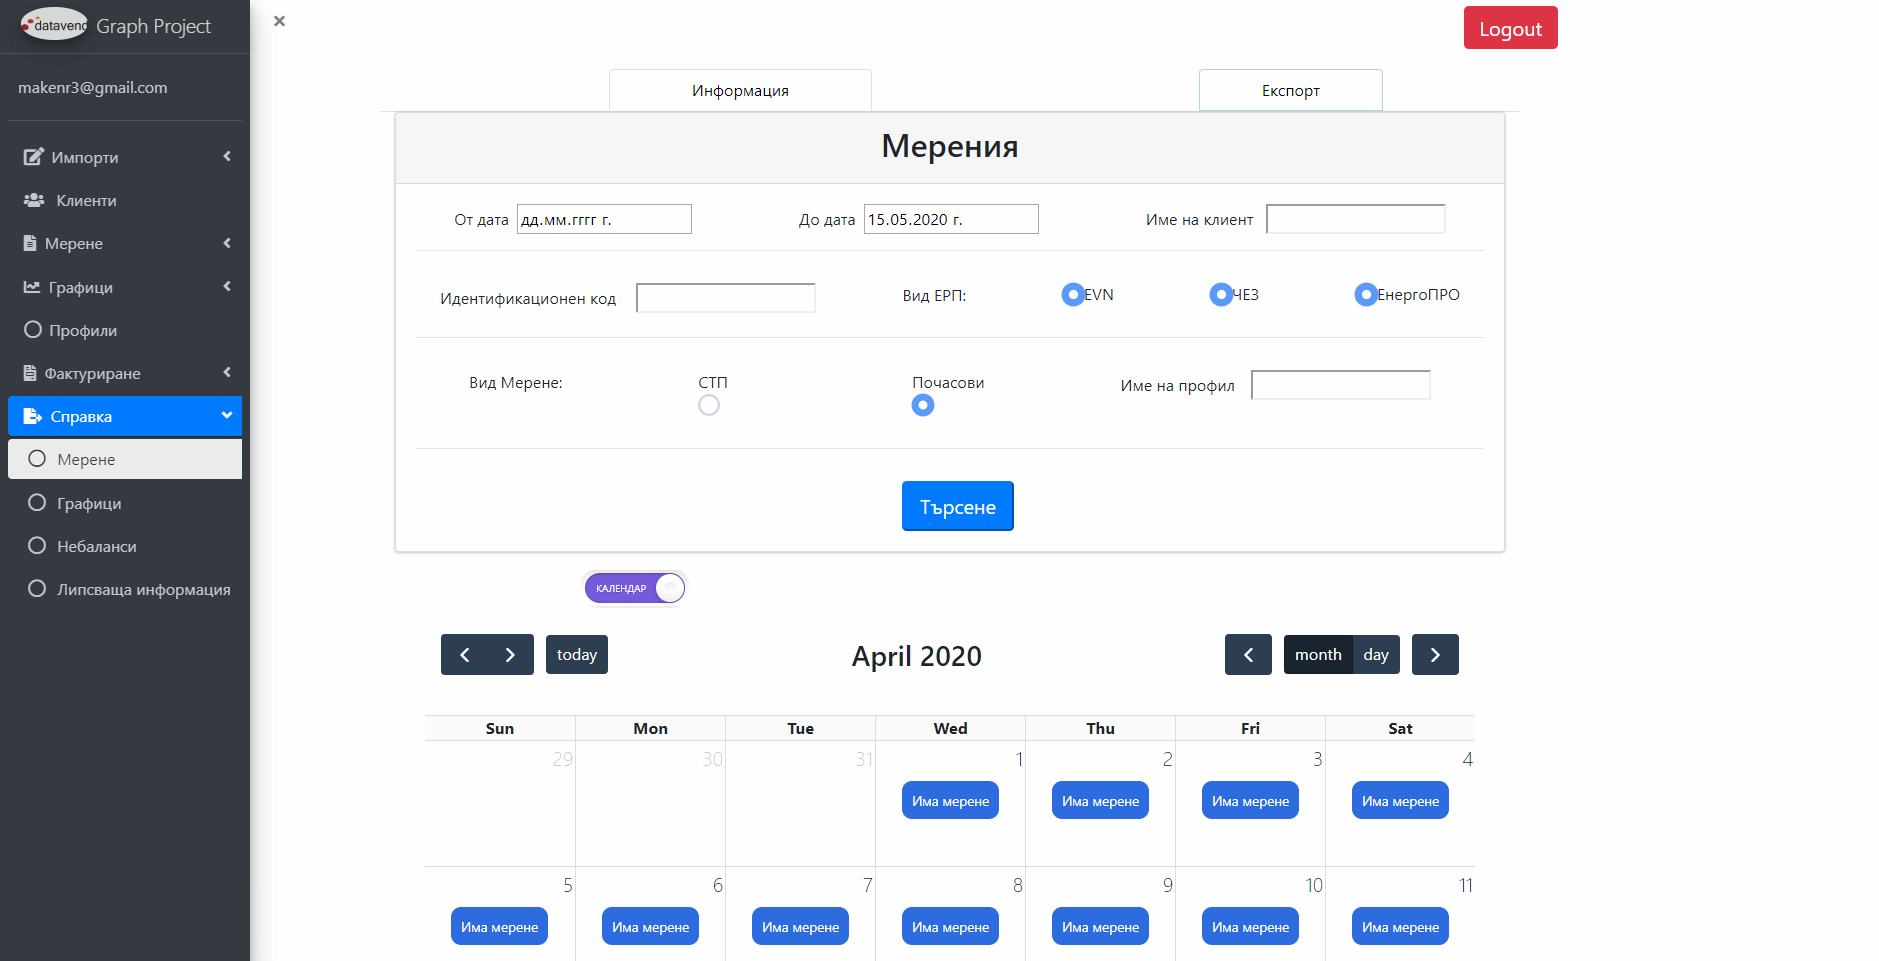 datavend Graph Project
makenr3@gmail.com
Импорти
Клиенти
Мерене
Графици
Профили
Фактуриране
Справка
Мерене
Графици
Небаланси
Липсваща информация
×
Logout
Информация
Експорт
Мерения
От дата дд.мм.гггг г. До дата 15.05.2020 г. Име на клиент
Идентификационен код Вид ЕРП: EVN ЧЕЗ ЕнергоПРО
Вид Мерене: СТП Почасови Име на профил
Търсене
КАЛЕНДАР
today April 2020 month day
Sun Mon Tue Wed Thu Fri Sat
29 30 31 1 2 3 4
Има мерене Има мерене Има мерене Има мерене
5 6 7 8 9 10 11
Има мерене Има мерене Има мерене Има мерене Има мерене Има мерене Има мерене